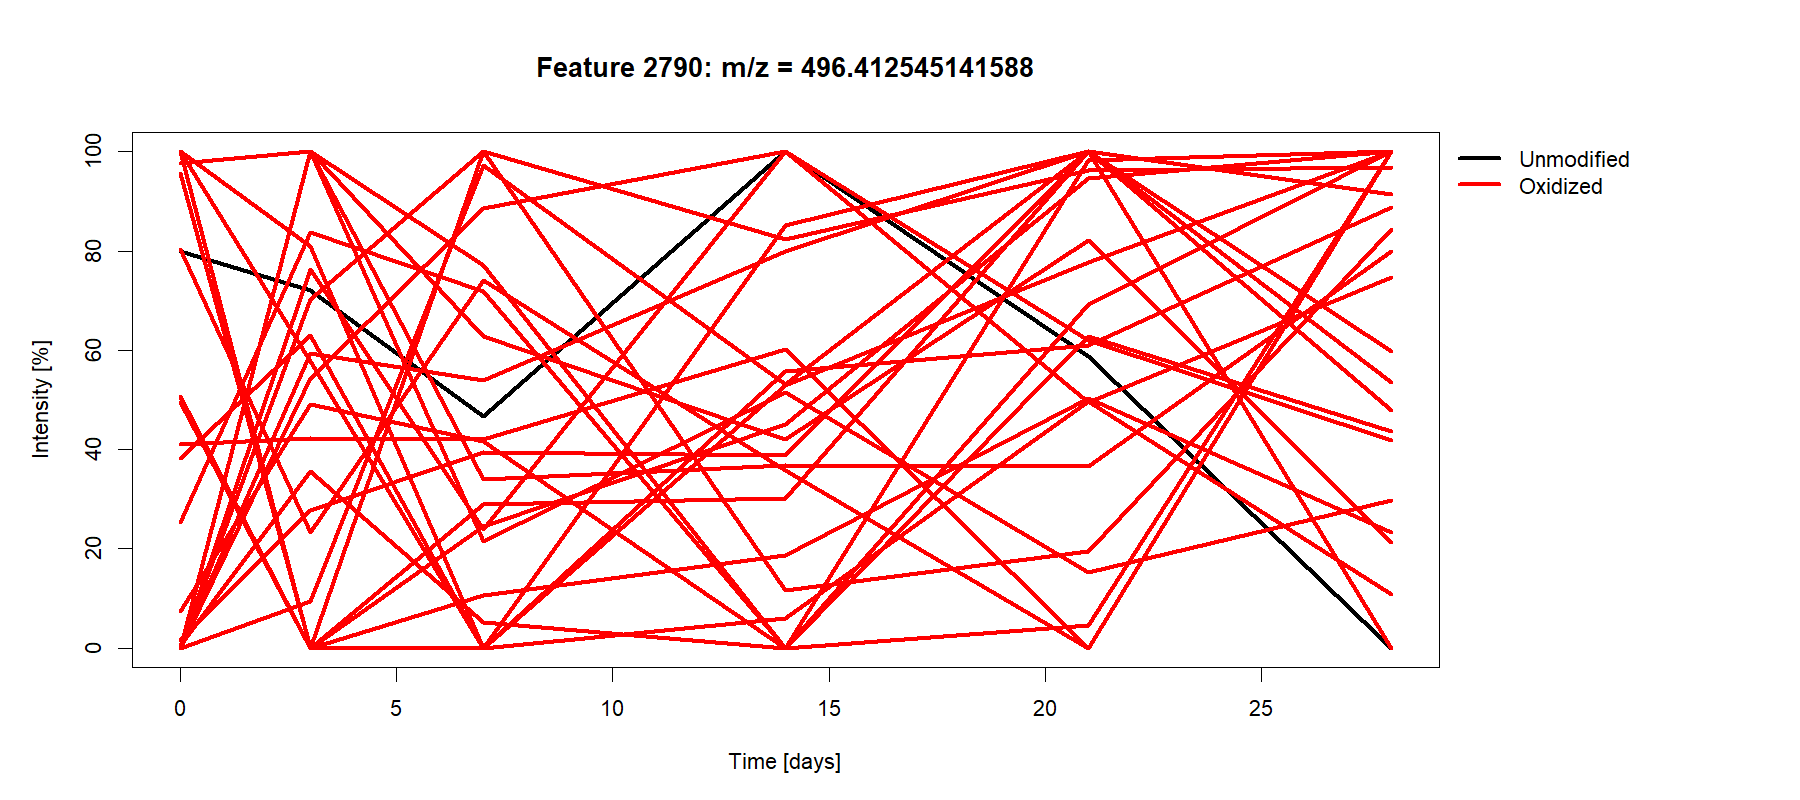 Feature 2790: m/z = 496.412545141588
Unmodified
Oxidized
Intensity [%]
100
80
60
40
20
0
0 5 10 15 20 25
Time [days]